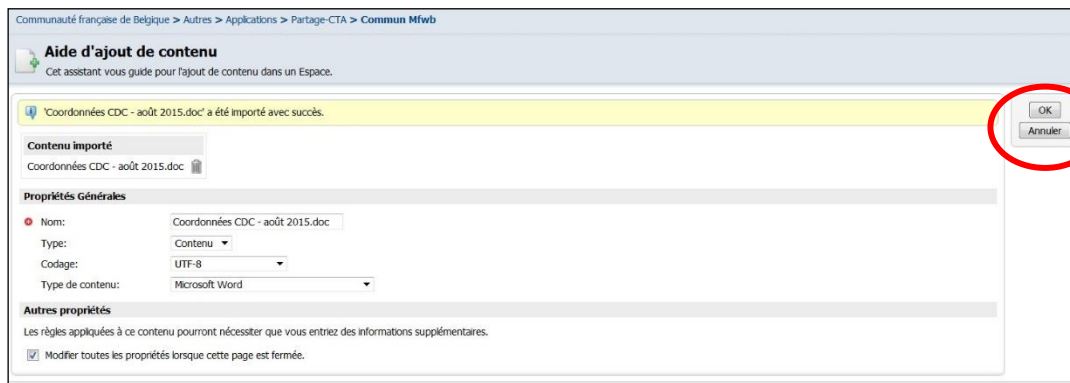 Communauté française de Belgique > Autres > Applications > Partage-CTA > Commun Mfwb
Aide d'ajout de contenu
Cet assistant vous guide pour l'ajout de contenu dans un Espace.
'Coordonnées CDC - août 2015.doc' a été importé avec succès.
OK
Annuler
Contenu importé
Coordonnées CDC - août 2015.doc
Propriétés Générales
Nom: Coordonnées CDC - août 2015.doc
Type: Contenu
Codage: UTF-8
Type de contenu: Microsoft Word
Autres propriétés
Les règles appliquées à ce contenu pourront nécessiter que vous entriez des informations supplémentaires.
Modifier toutes les propriétés lorsque cette page est fermée.